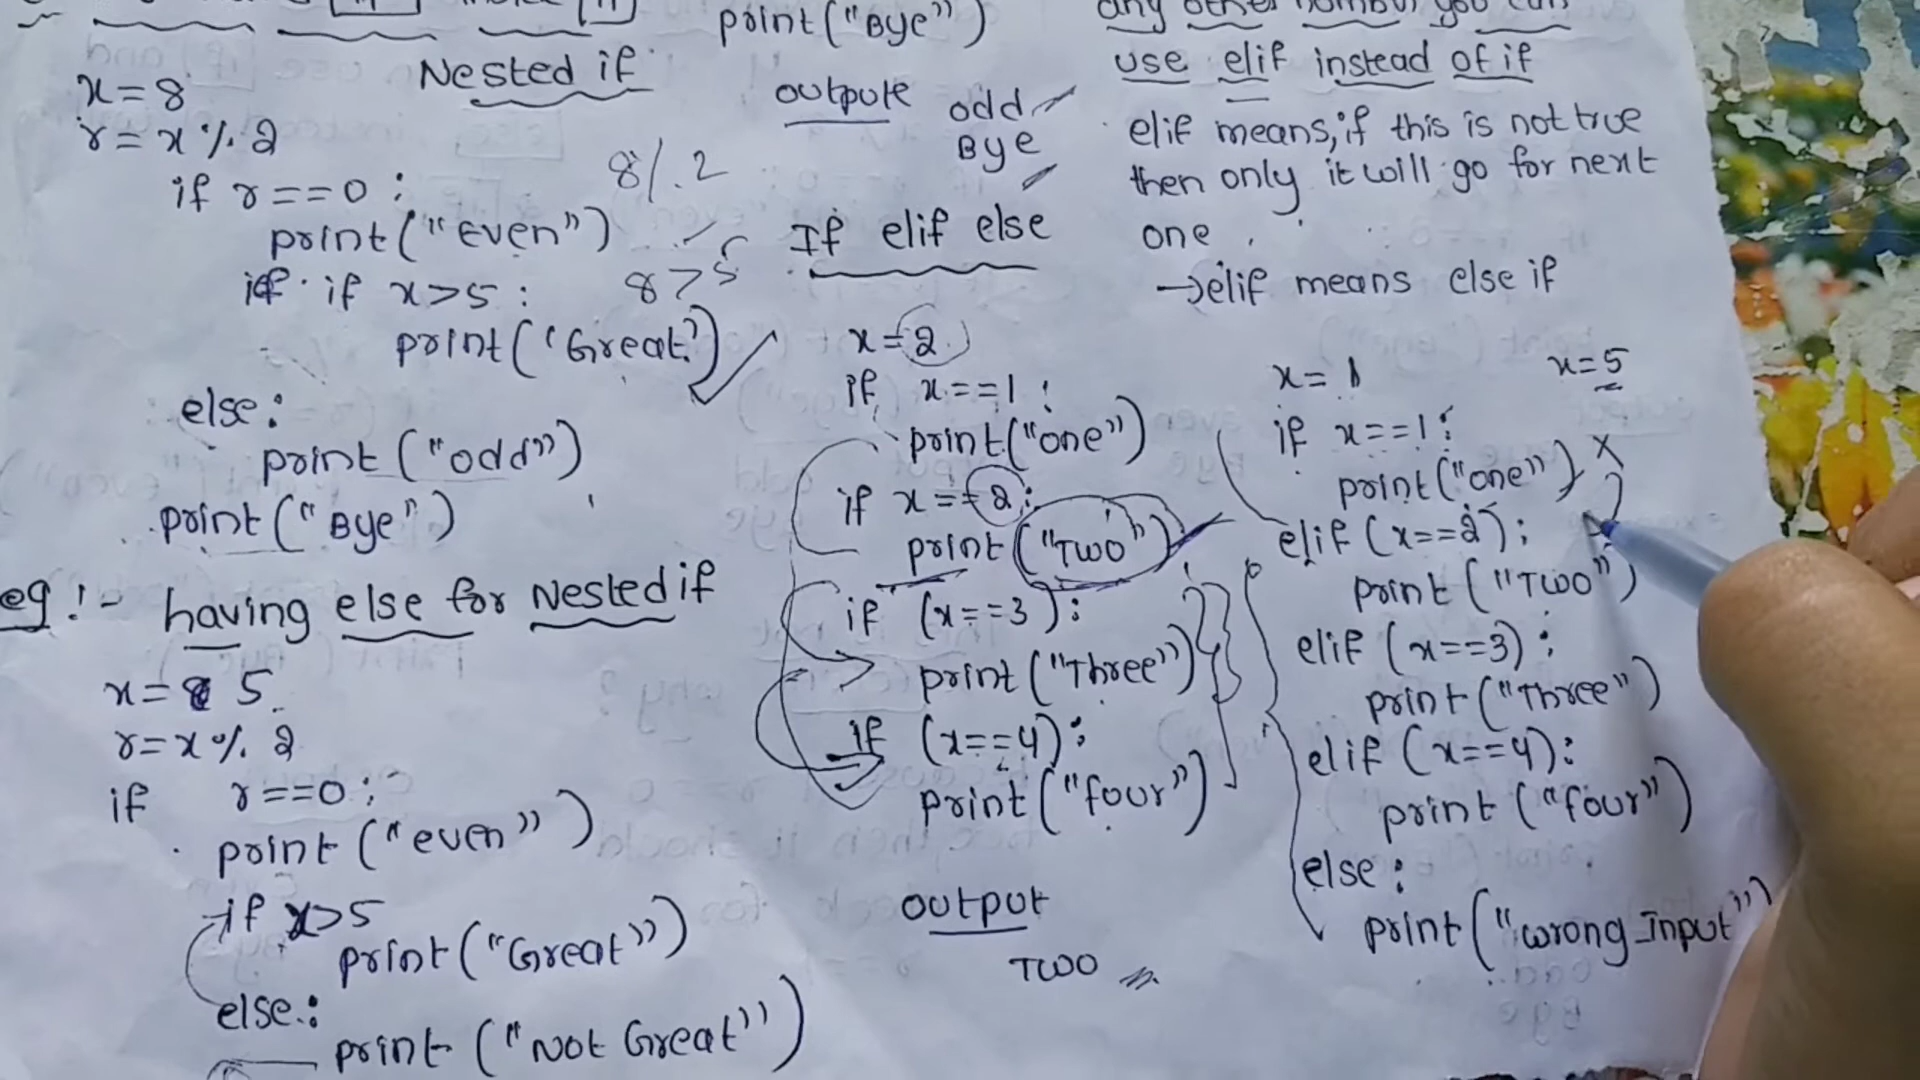 Nested if
x=8
r=x%2
if r==0:
print("Even")
if x>5:
print("Great")
else:
print("odd")
print("Bye")
eg:- having else for Nested if
x=5
r=x% 2
if r==0:
print("even")
if x>5
print("Great")
else:
print("Not Great")
print("Bye")
output odd
Bye
8%2
8>5
If elif else
x=2
if x==1:
print("one")
if x==2:
print("Two")
if (x==3):
print("Three")
if (x==4):
print("four")
output
Two
any other you can
use elif instead of if
elif means, if this is not true
then only it will go for next
one
→elif means else if
x=1 x=5
if x==1:
print("one") x
elif (x==2):
print("Two")
elif (x==3):
print("Three")
elif (x==4):
print("four")
else:
print("wrong Input")